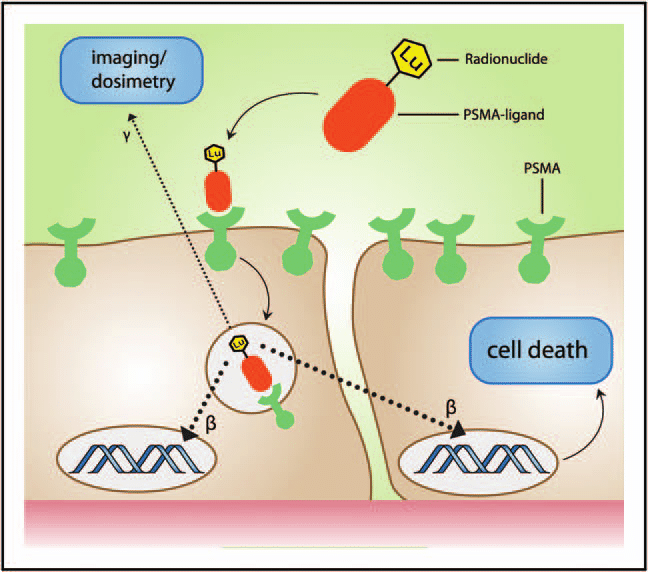 imaging/
dosimetry
Lu
Radionuclide
PSMA-ligand
γ
Lu
PSMA
Lu
cell death
β
β